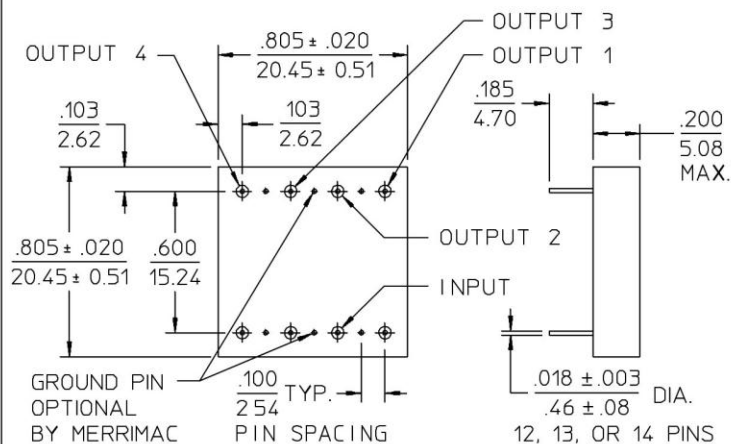 OUTPUT 4
.805 ± .020
20.45 ± 0.51
OUTPUT 3
OUTPUT 1
.103
2.62
.103
2.62
.185
4.70
.200
5.08
MAX.
.805 ± .020
20.45 ± 0.51
.600
15.24
OUTPUT 2
INPUT
GROUND PIN
OPTIONAL
BY MERRIMAC
.100
2.54
TYP.
PIN SPACING
.018 ±.003
.46 ±.08
DIA.
12, 13, OR 14 PINS